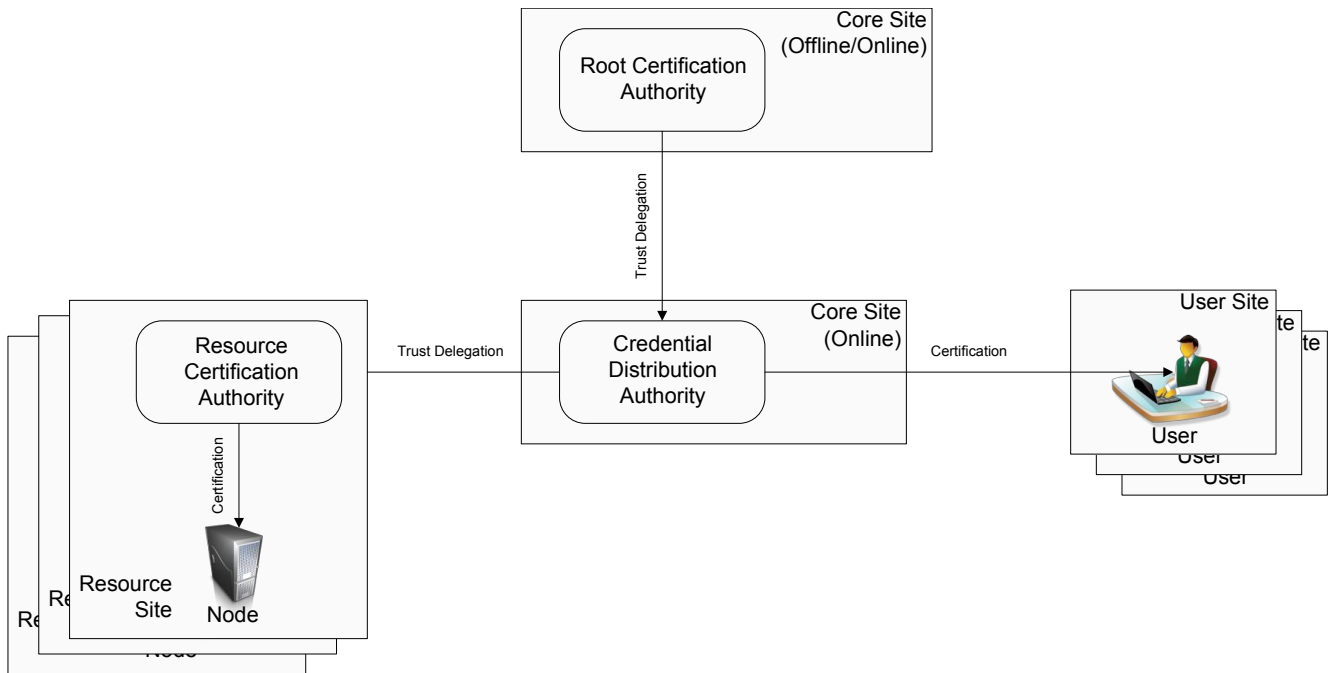 Core Site
(Offline/Online)
Root Certification
Authority
Trust Delegation
Core Site
(Online)
Credential
Distribution
Authority
Trust Delegation
Resource
Certification
Authority
Certification
Node
Resource
Site
Certification
User Site
User
User
User
Node